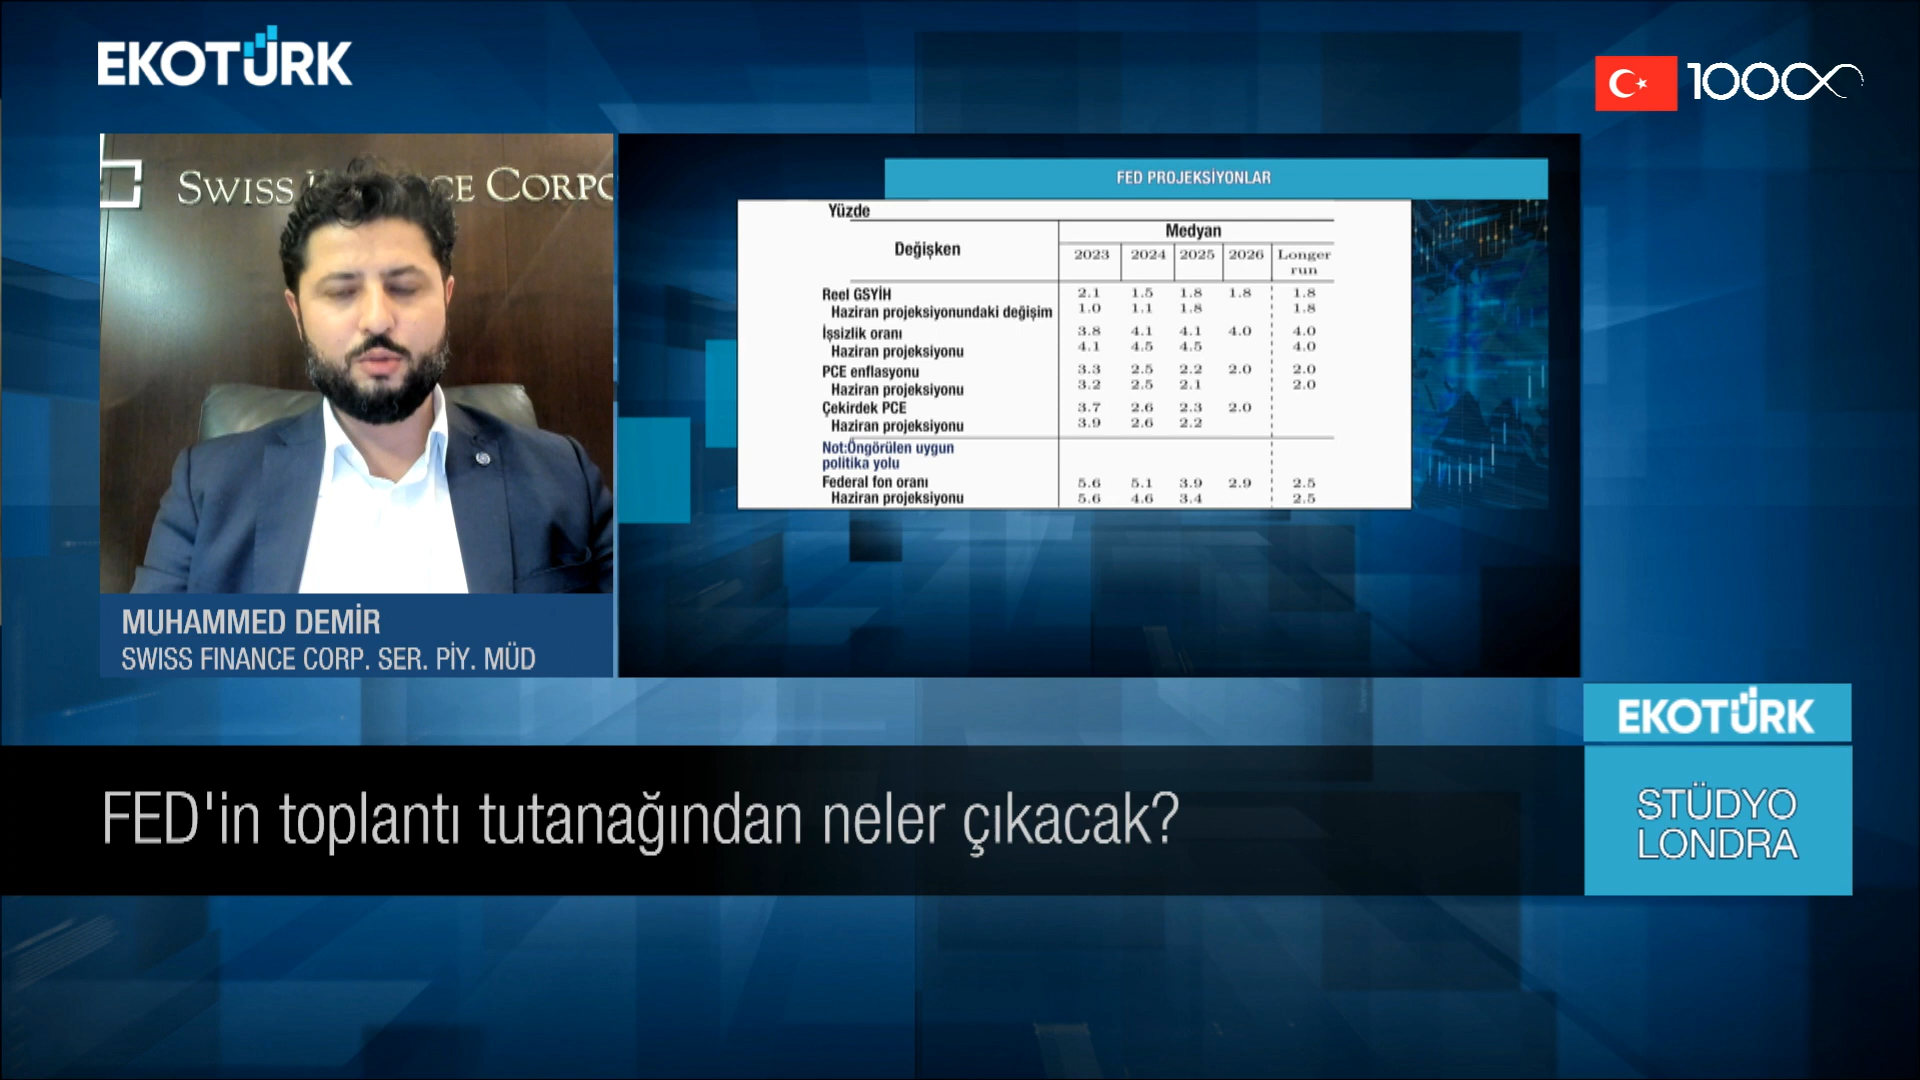 EKOTÜRK
100
SWISS FINANCE CORPO
FED PROJEKSİYONLAR
Yüzde
Değişken Medyan
2023 2024 2025 2026 Longer run
Reel GSYİH 2.1 1.5 1.8 1.8 1.8
Haziran projeksiyonundaki değişim 1.0 1.1 1.8 1.8
İşsizlik oranı 3.8 4.1 4.1 4.0 4.0
Haziran projeksiyonu 4.1 4.5 4.5 4.0
PCE enflasyonu 3.3 2.5 2.2 2.0 2.0
Haziran projeksiyonu 3.2 2.5 2.1 2.0
Çekirdek PCE 3.7 2.6 2.3 2.0
Haziran projeksiyonu 3.9 2.6 2.2
Not:Öngörülen uygun
politika yolu
Federal fon oranı 5.6 5.1 3.9 2.9 2.5
Haziran projeksiyonu 5.6 4.6 3.4 2.5
MUHAMMED DEMİR
SWISS FINANCE CORP. SER. PİY. MÜD
EKOTÜRK
FED'in toplantı tutanağından neler çıkacak?
STÜDYO
LONDRA